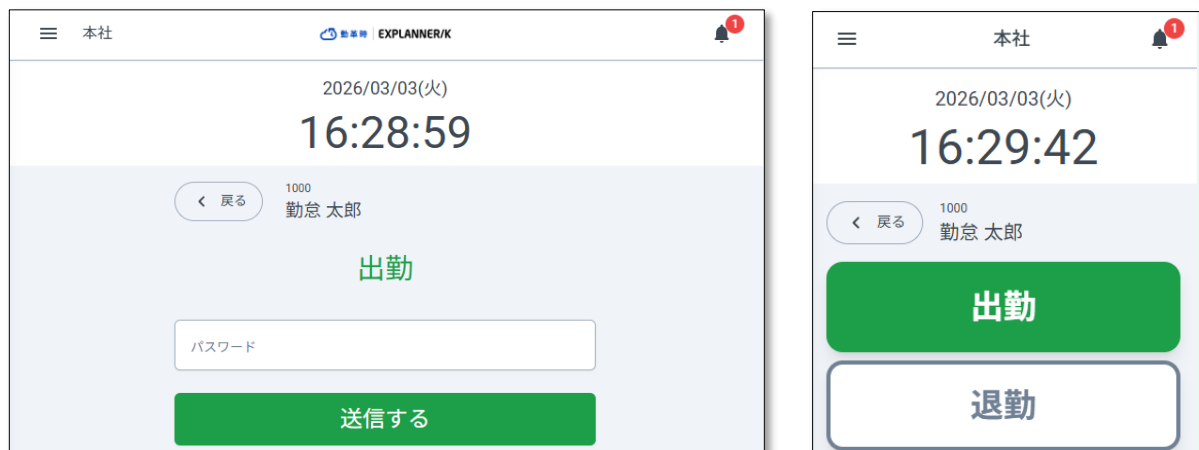 本社
勤革時 EXPLANNER/K
1
2026/03/03(火)
16:28:59
戻る
1000
勤怠 太郎
出勤
パスワード
送信する
本社
1
2026/03/03(火)
16:29:42
戻る
1000
勤怠 太郎
出勤
退勤